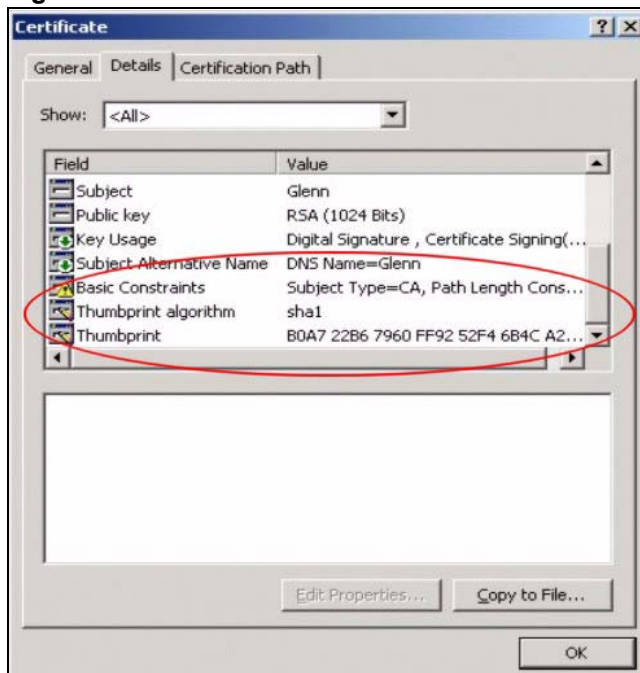 Certificate
General Details Certification Path
Show: <All>
Field Value
Subject Glenn
Public key RSA (1024 Bits)
Key Usage Digital Signature , Certificate Signing(...
Subject Alternative Name DNS Name=Glenn
Basic Constraints Subject Type=CA, Path Length Cons...
Thumbprint algorithm sha1
Thumbprint B0A7 22B6 7960 FF92 52F4 6B4C A2...
Edit Properties... Copy to File...
OK